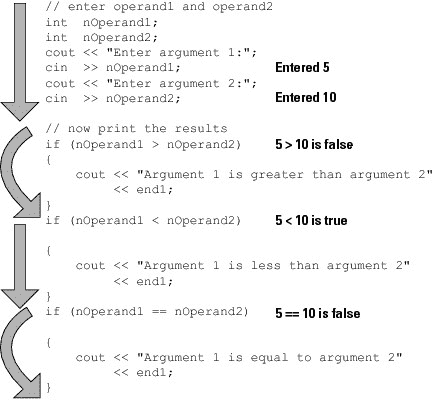 // enter operand1 and operand2
int  nOperand1;
int  nOperand2;
cout << "Enter argument 1:";
cin  >> nOperand1;    Entered 5
cout << "Enter argument 2:";
cin  >> nOperand2;    Entered 10
// now print the results
if (nOperand1 > nOperand2)    5 > 10 is false
{
    cout << "Argument 1 is greater than argument 2"
         << end1;
}
if (nOperand1 < nOperand2)    5 < 10 is true
{
    cout << "Argument 1 is less than argument 2"
         << end1;
}
if (nOperand1 == nOperand2)    5 == 10 is false
{
    cout << "Argument 1 is equal to argument 2"
         << end1;
}